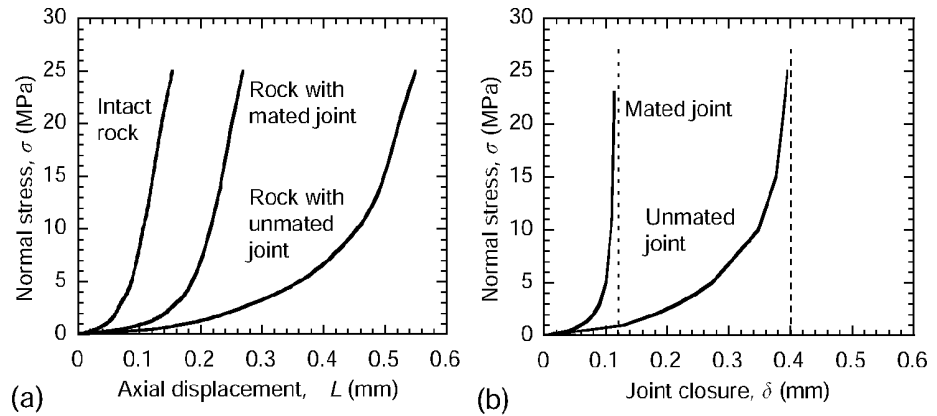 30
25
20
15
10
5
0
Normal stress, σ (MPa)
Intact
rock
Rock with
mated joint
Rock with
unmated
joint
0 0.1 0.2 0.3 0.4 0.5 0.6
(a) Axial displacement, L (mm)
30
25
20
15
10
5
0
Normal stress, σ (MPa)
Mated joint
Unmated
joint
0 0.1 0.2 0.3 0.4 0.5 0.6
(b) Joint closure, δ (mm)